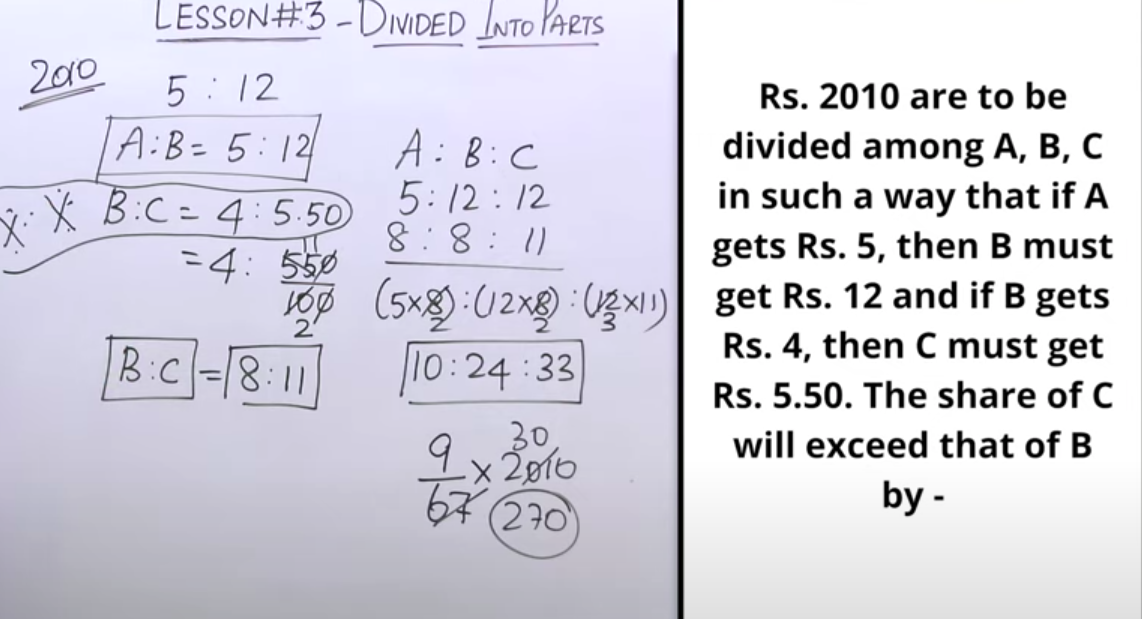 LESSON#3 - DIVIDED INTO PARTS
2010
5 : 12
A:B= 5 : 12
B:C = 4 : 5.50
= 4 : 550
11
100
2
B:C = 8:11
A : B : C
5 : 12 : 12
8 : 8 : 11
(5×8) : (12×8) : (12×11)
2 2 3
10:24:33
30
9 × 2010
67
270
Rs. 2010 are to be
divided among A, B, C
in such a way that if A
gets Rs. 5, then B must
get Rs. 12 and if B gets
Rs. 4, then C must get
Rs. 5.50. The share of C
will exceed that of B
by -